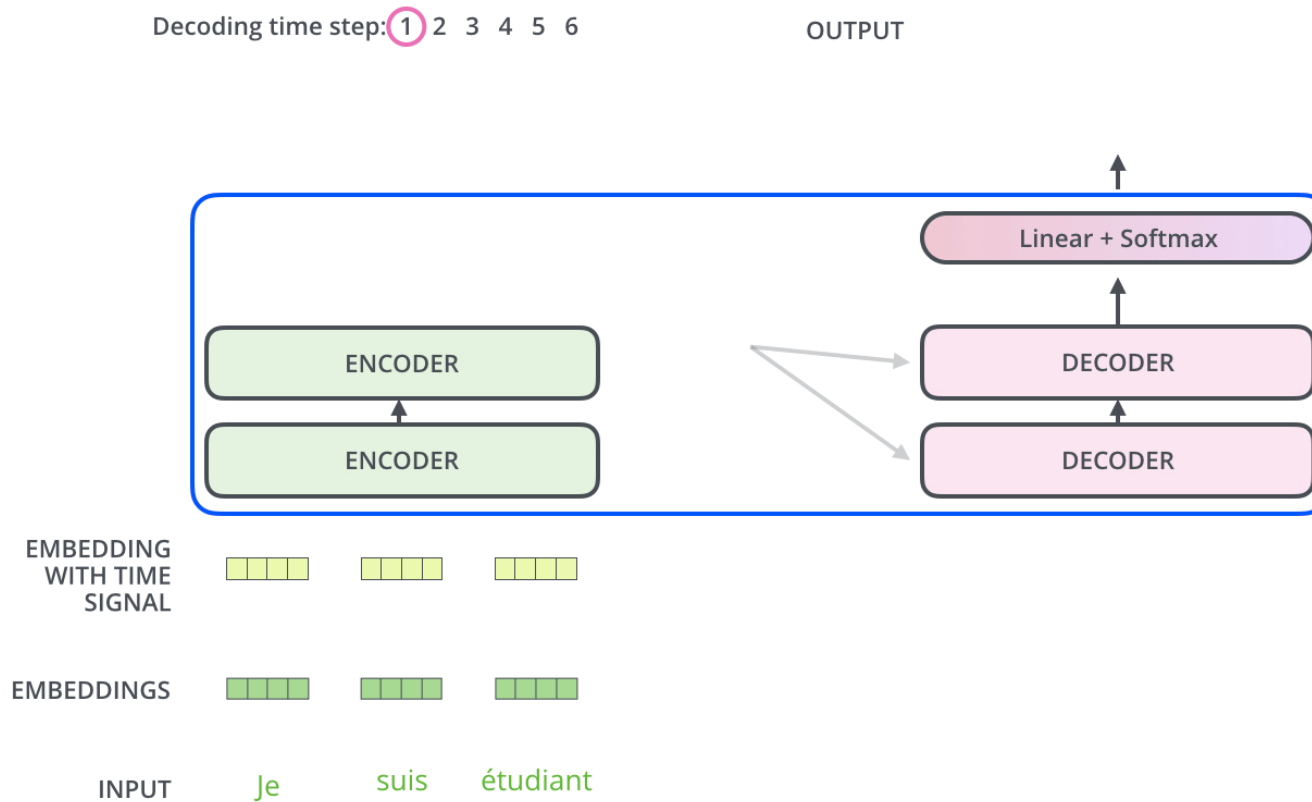 Decoding time step: 1 2 3 4 5 6
OUTPUT
Linear + Softmax
ENCODER
DECODER
ENCODER
DECODER
EMBEDDING
WITH TIME
SIGNAL
EMBEDDINGS
INPUT
Je suis étudiant